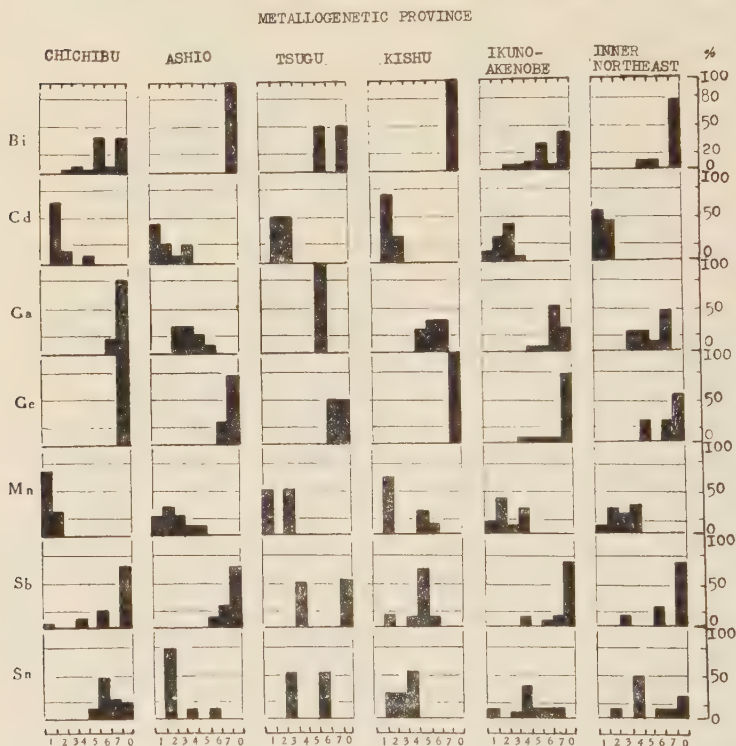 METALLOGENETIC PROVINCE
CHICHIBU ASHIO TSUGU KISHU IKUNO-AKENOBE INNER NORTHEAST %
100
80
Bi 50
20
0
100
Cd 50
0
100
Ga 50
0
100
Ge 50
0
100
Mn 50
0
100
Sb 50
0
100
Sn 50
0
1 2 3 4 5 6 7 0 1 2 3 4 5 6 7 0 1 2 3 4 5 6 7 0 1 2 3 4 5 6 7 0 1 2 3 4 5 6 7 0 1 2 3 4 5 6 7 0